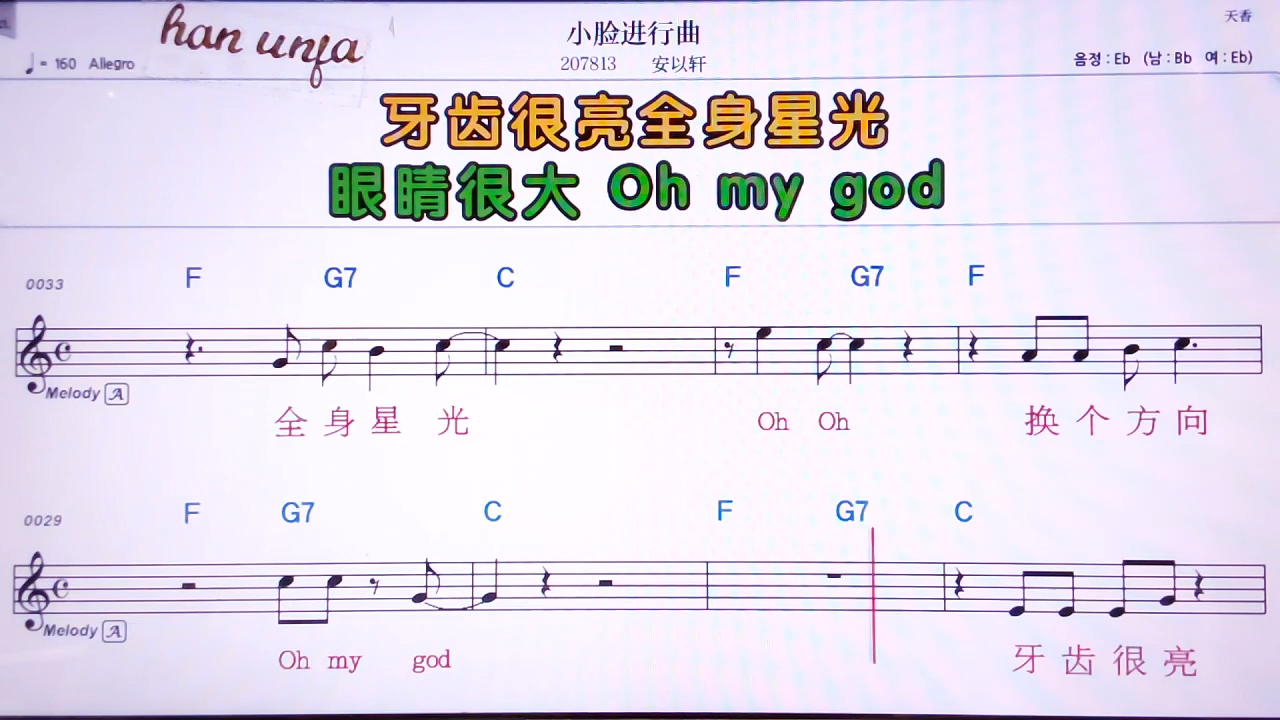 han unfa
小脸进行曲
天香
♩= 160 Allegro
207813 安以轩
음정 : Eb (남 : Bb 여 : Eb)
牙齿很亮全身星光
眼睛很大 Oh my god
0033
F G7 C F G7 F
Melody A
全身星光 Oh Oh 换个方向
0029
F G7 C F G7 C
Melody A
Oh my god 牙齿很亮